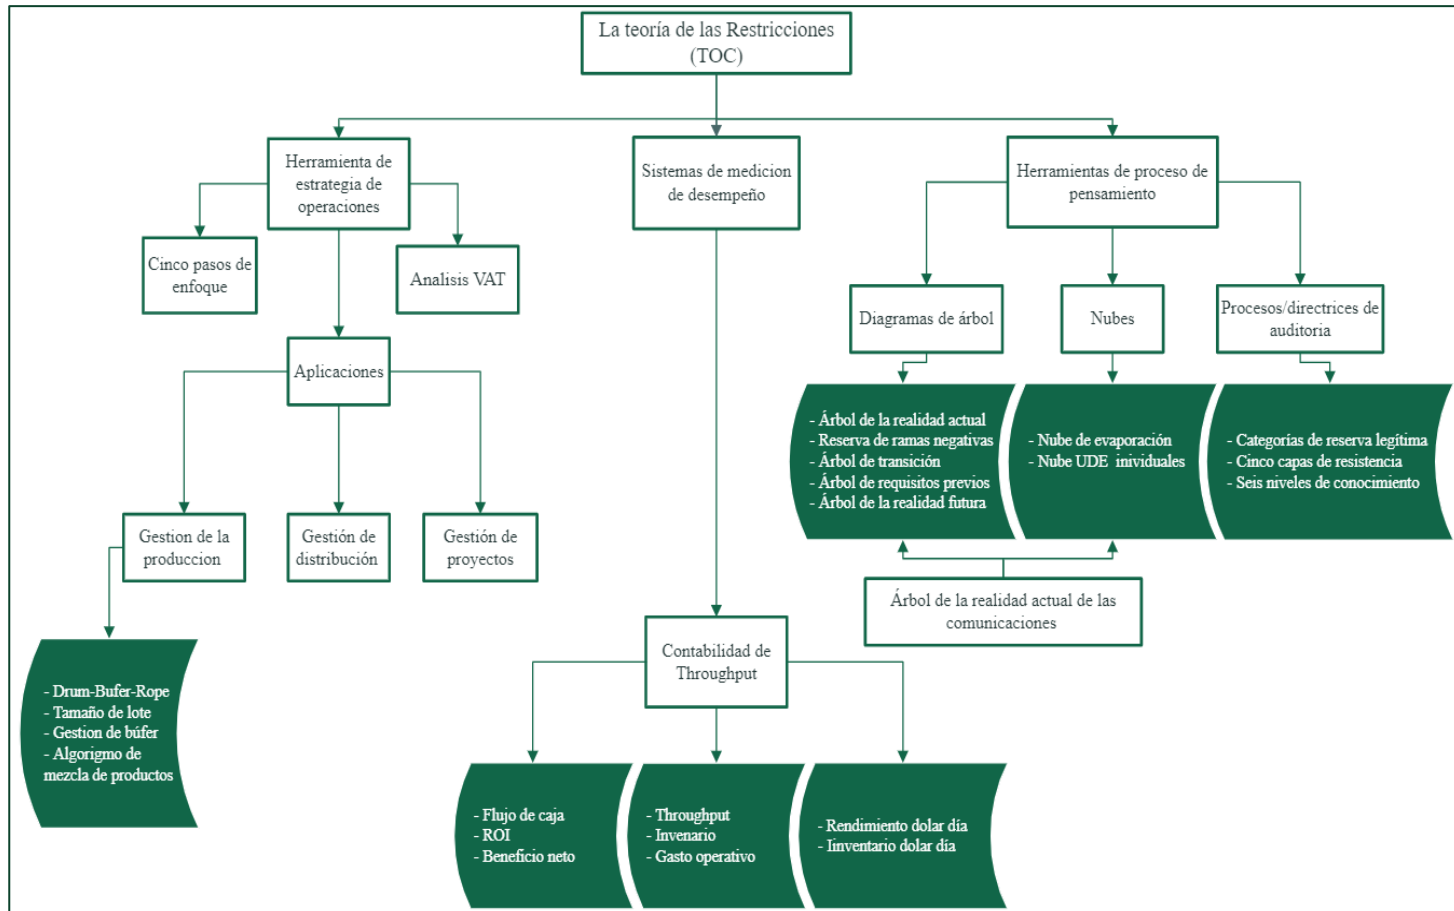 La teoría de las Restricciones
(TOC)
Herramienta de
estrategia de
operaciones
Sistemas de medicion
de desempeño
Herramientas de proceso de
pensamiento
Cinco pasos de
enfoque
Analisis VAT
Diagramas de árbol
Nubes
Procesos/directrices de
auditoria
Aplicaciones
- Árbol de la realidad actual
- Reserva de ramas negativas
- Árbol de transición
- Árbol de requisitos previos
- Árbol de la realidad futura
- Nube de evaporación
- Nube UDE inividuales
- Categorías de reserva legítima
- Cinco capas de resistencia
- Seis niveles de conocimiento
Gestion de la
produccion
Gestión de
distribución
Gestión de
proyectos
Árbol de la realidad actual de las
comunicaciones
Contabilidad de
Throughput
- Drum-Bufer-Rope
- Tamaño de lote
- Gestion de búfer
- Algorigmo de
mezcla de productos
- Flujo de caja
- ROI
- Beneficio neto
- Throughput
- Invenario
- Gasto operativo
- Rendimiento dolar día
- Iinventario dolar día